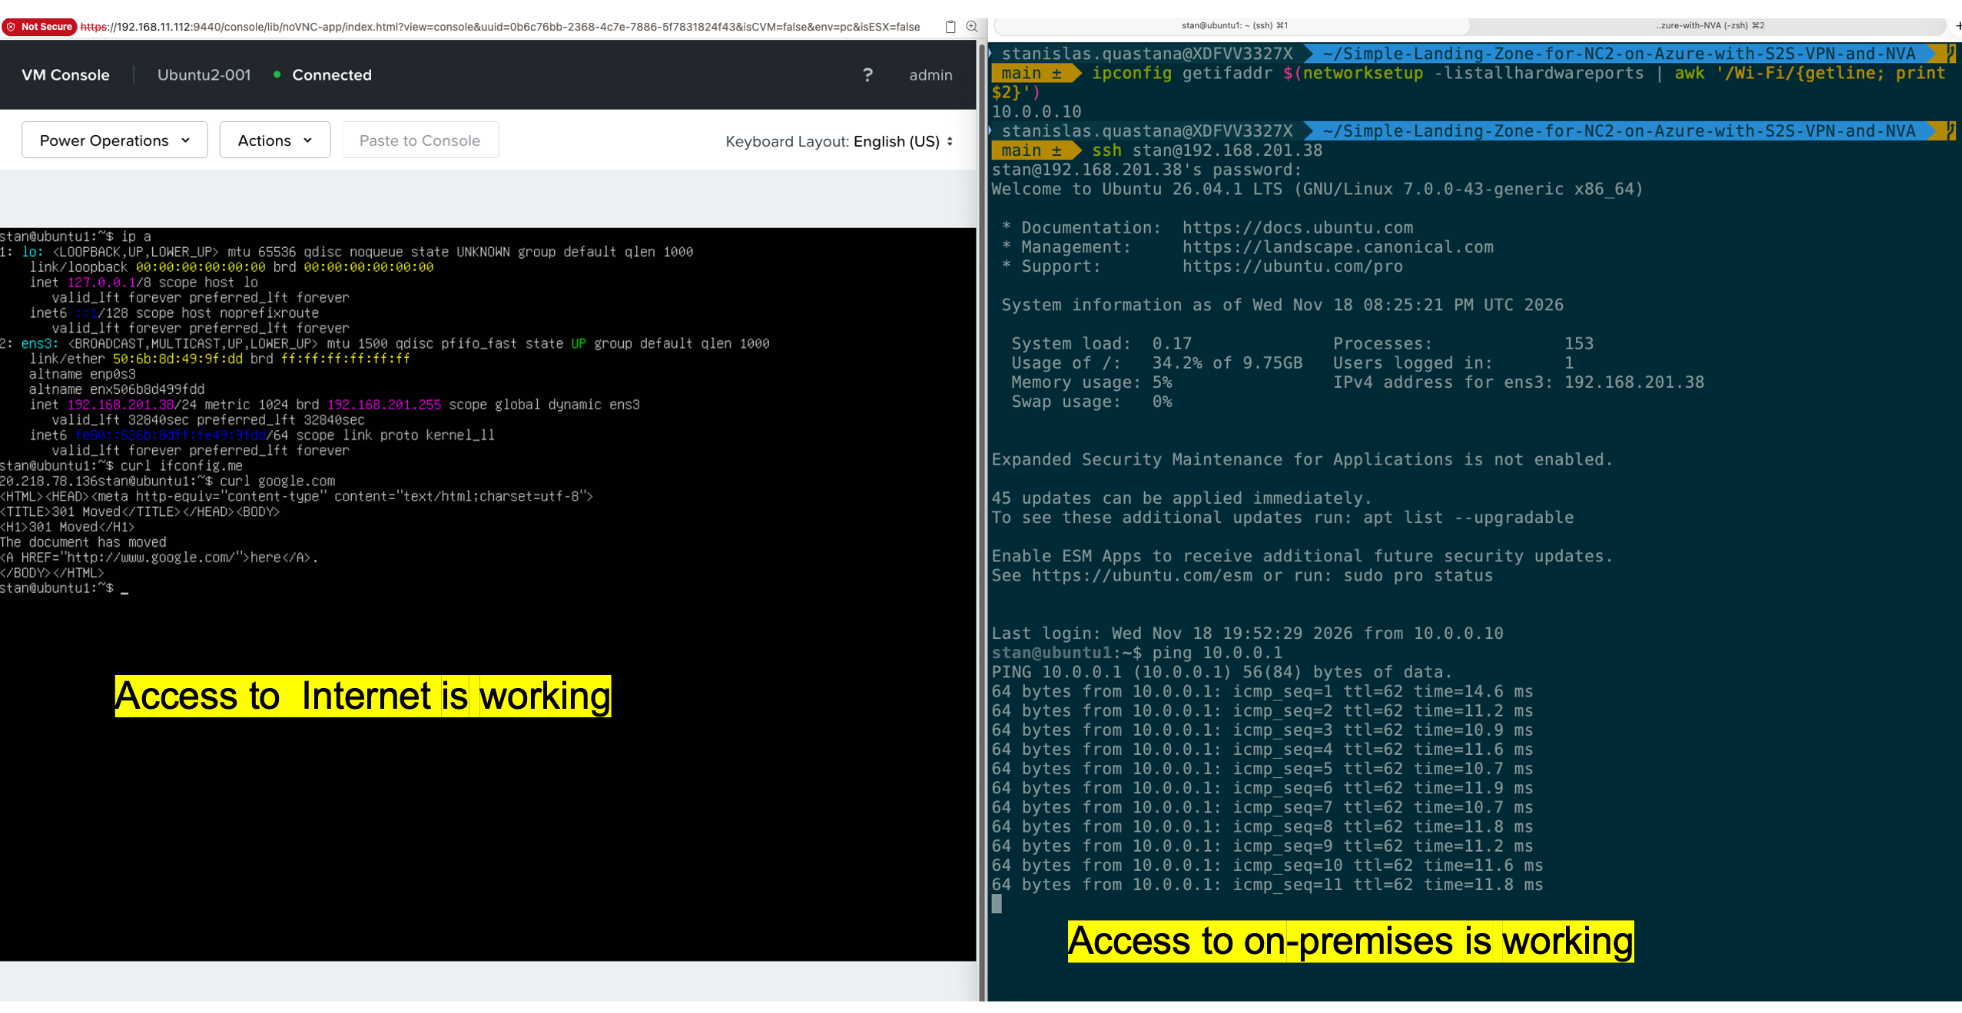 Not Secure https://192.168.11.112:9440/console/lib/noVNC-app/index.html?view=console&uuid=0b6c76bb-2368-4c7e-7886-5f7831824f43&isCVM=false&env=pc&isESX=false
VM Console Ubuntu2-001 Connected ? admin
Power Operations Actions Paste to Console Keyboard Layout: English (US)
stan@ubuntu1:~$ ip a
1: lo: <LOOPBACK,UP,LOWER_UP> mtu 65536 qdisc noqueue state UNKNOWN group default qlen 1000
link/loopback 00:00:00:00:00:00 brd 00:00:00:00:00:00
inet 127.0.0.1/8 scope host lo
valid_lft forever preferred_lft forever
inet6 ::1/128 scope host noprefixroute
valid_lft forever preferred_lft forever
2: ens3: <BROADCAST,MULTICAST,UP,LOWER_UP> mtu 1500 qdisc pfifo_fast state UP group default qlen 1000
link/ether 50:6b:8d:49:9f:dd brd ff:ff:ff:ff:ff:ff
altname enp0s3
altname enx506b8d499fdd
inet 192.168.201.38/24 metric 1024 brd 192.168.201.255 scope global dynamic ens3
valid_lft 32840sec preferred_lft 32840sec
inet6 fe80::526b:8dff:fe49:9fdd/64 scope link proto kernel_ll
valid_lft forever preferred_lft forever
stan@ubuntu1:~$ curl ifconfig.me
20.218.78.136stan@ubuntu1:~$ curl google.com
<HTML><HEAD><meta http-equiv="content-type" content="text/html;charset=utf-8">
<TITLE>301 Moved</TITLE></HEAD><BODY>
<H1>301 Moved</H1>
The document has moved
<A HREF="http://www.google.com/">here</A>.
</BODY></HTML>
stan@ubuntu1:~$ _
Access to  Internet is working
stan@ubuntu1: ~ (ssh) ⌘1 ..zure-with-NVA (-zsh) ⌘2 +
stanislas.quastana@XDFVV3327X ~/Simple-Landing-Zone-for-NC2-on-Azure-with-S2S-VPN-and-NVA
main ± ipconfig getifaddr $(networksetup -listallhardwareports | awk '/Wi-Fi/{getline; print
$2}')
10.0.0.10
stanislas.quastana@XDFVV3327X ~/Simple-Landing-Zone-for-NC2-on-Azure-with-S2S-VPN-and-NVA
main ± ssh stan@192.168.201.38
stan@192.168.201.38's password:
Welcome to Ubuntu 26.04.1 LTS (GNU/Linux 7.0.0-43-generic x86_64)
* Documentation:  https://docs.ubuntu.com
* Management:     https://landscape.canonical.com
* Support:        https://ubuntu.com/pro
System information as of Wed Nov 18 08:25:21 PM UTC 2026
System load:  0.17 Processes: 153
Usage of /:   34.2% of 9.75GB Users logged in: 1
Memory usage: 5% IPv4 address for ens3: 192.168.201.38
Swap usage:   0%
Expanded Security Maintenance for Applications is not enabled.
45 updates can be applied immediately.
To see these additional updates run: apt list --upgradable
Enable ESM Apps to receive additional future security updates.
See https://ubuntu.com/esm or run: sudo pro status
Last login: Wed Nov 18 19:52:29 2026 from 10.0.0.10
stan@ubuntu1:~$ ping 10.0.0.1
PING 10.0.0.1 (10.0.0.1) 56(84) bytes of data.
64 bytes from 10.0.0.1: icmp_seq=1 ttl=62 time=14.6 ms
64 bytes from 10.0.0.1: icmp_seq=2 ttl=62 time=11.2 ms
64 bytes from 10.0.0.1: icmp_seq=3 ttl=62 time=10.9 ms
64 bytes from 10.0.0.1: icmp_seq=4 ttl=62 time=11.6 ms
64 bytes from 10.0.0.1: icmp_seq=5 ttl=62 time=10.7 ms
64 bytes from 10.0.0.1: icmp_seq=6 ttl=62 time=11.9 ms
64 bytes from 10.0.0.1: icmp_seq=7 ttl=62 time=10.7 ms
64 bytes from 10.0.0.1: icmp_seq=8 ttl=62 time=11.8 ms
64 bytes from 10.0.0.1: icmp_seq=9 ttl=62 time=11.2 ms
64 bytes from 10.0.0.1: icmp_seq=10 ttl=62 time=11.6 ms
64 bytes from 10.0.0.1: icmp_seq=11 ttl=62 time=11.8 ms
Access to on-premises is working